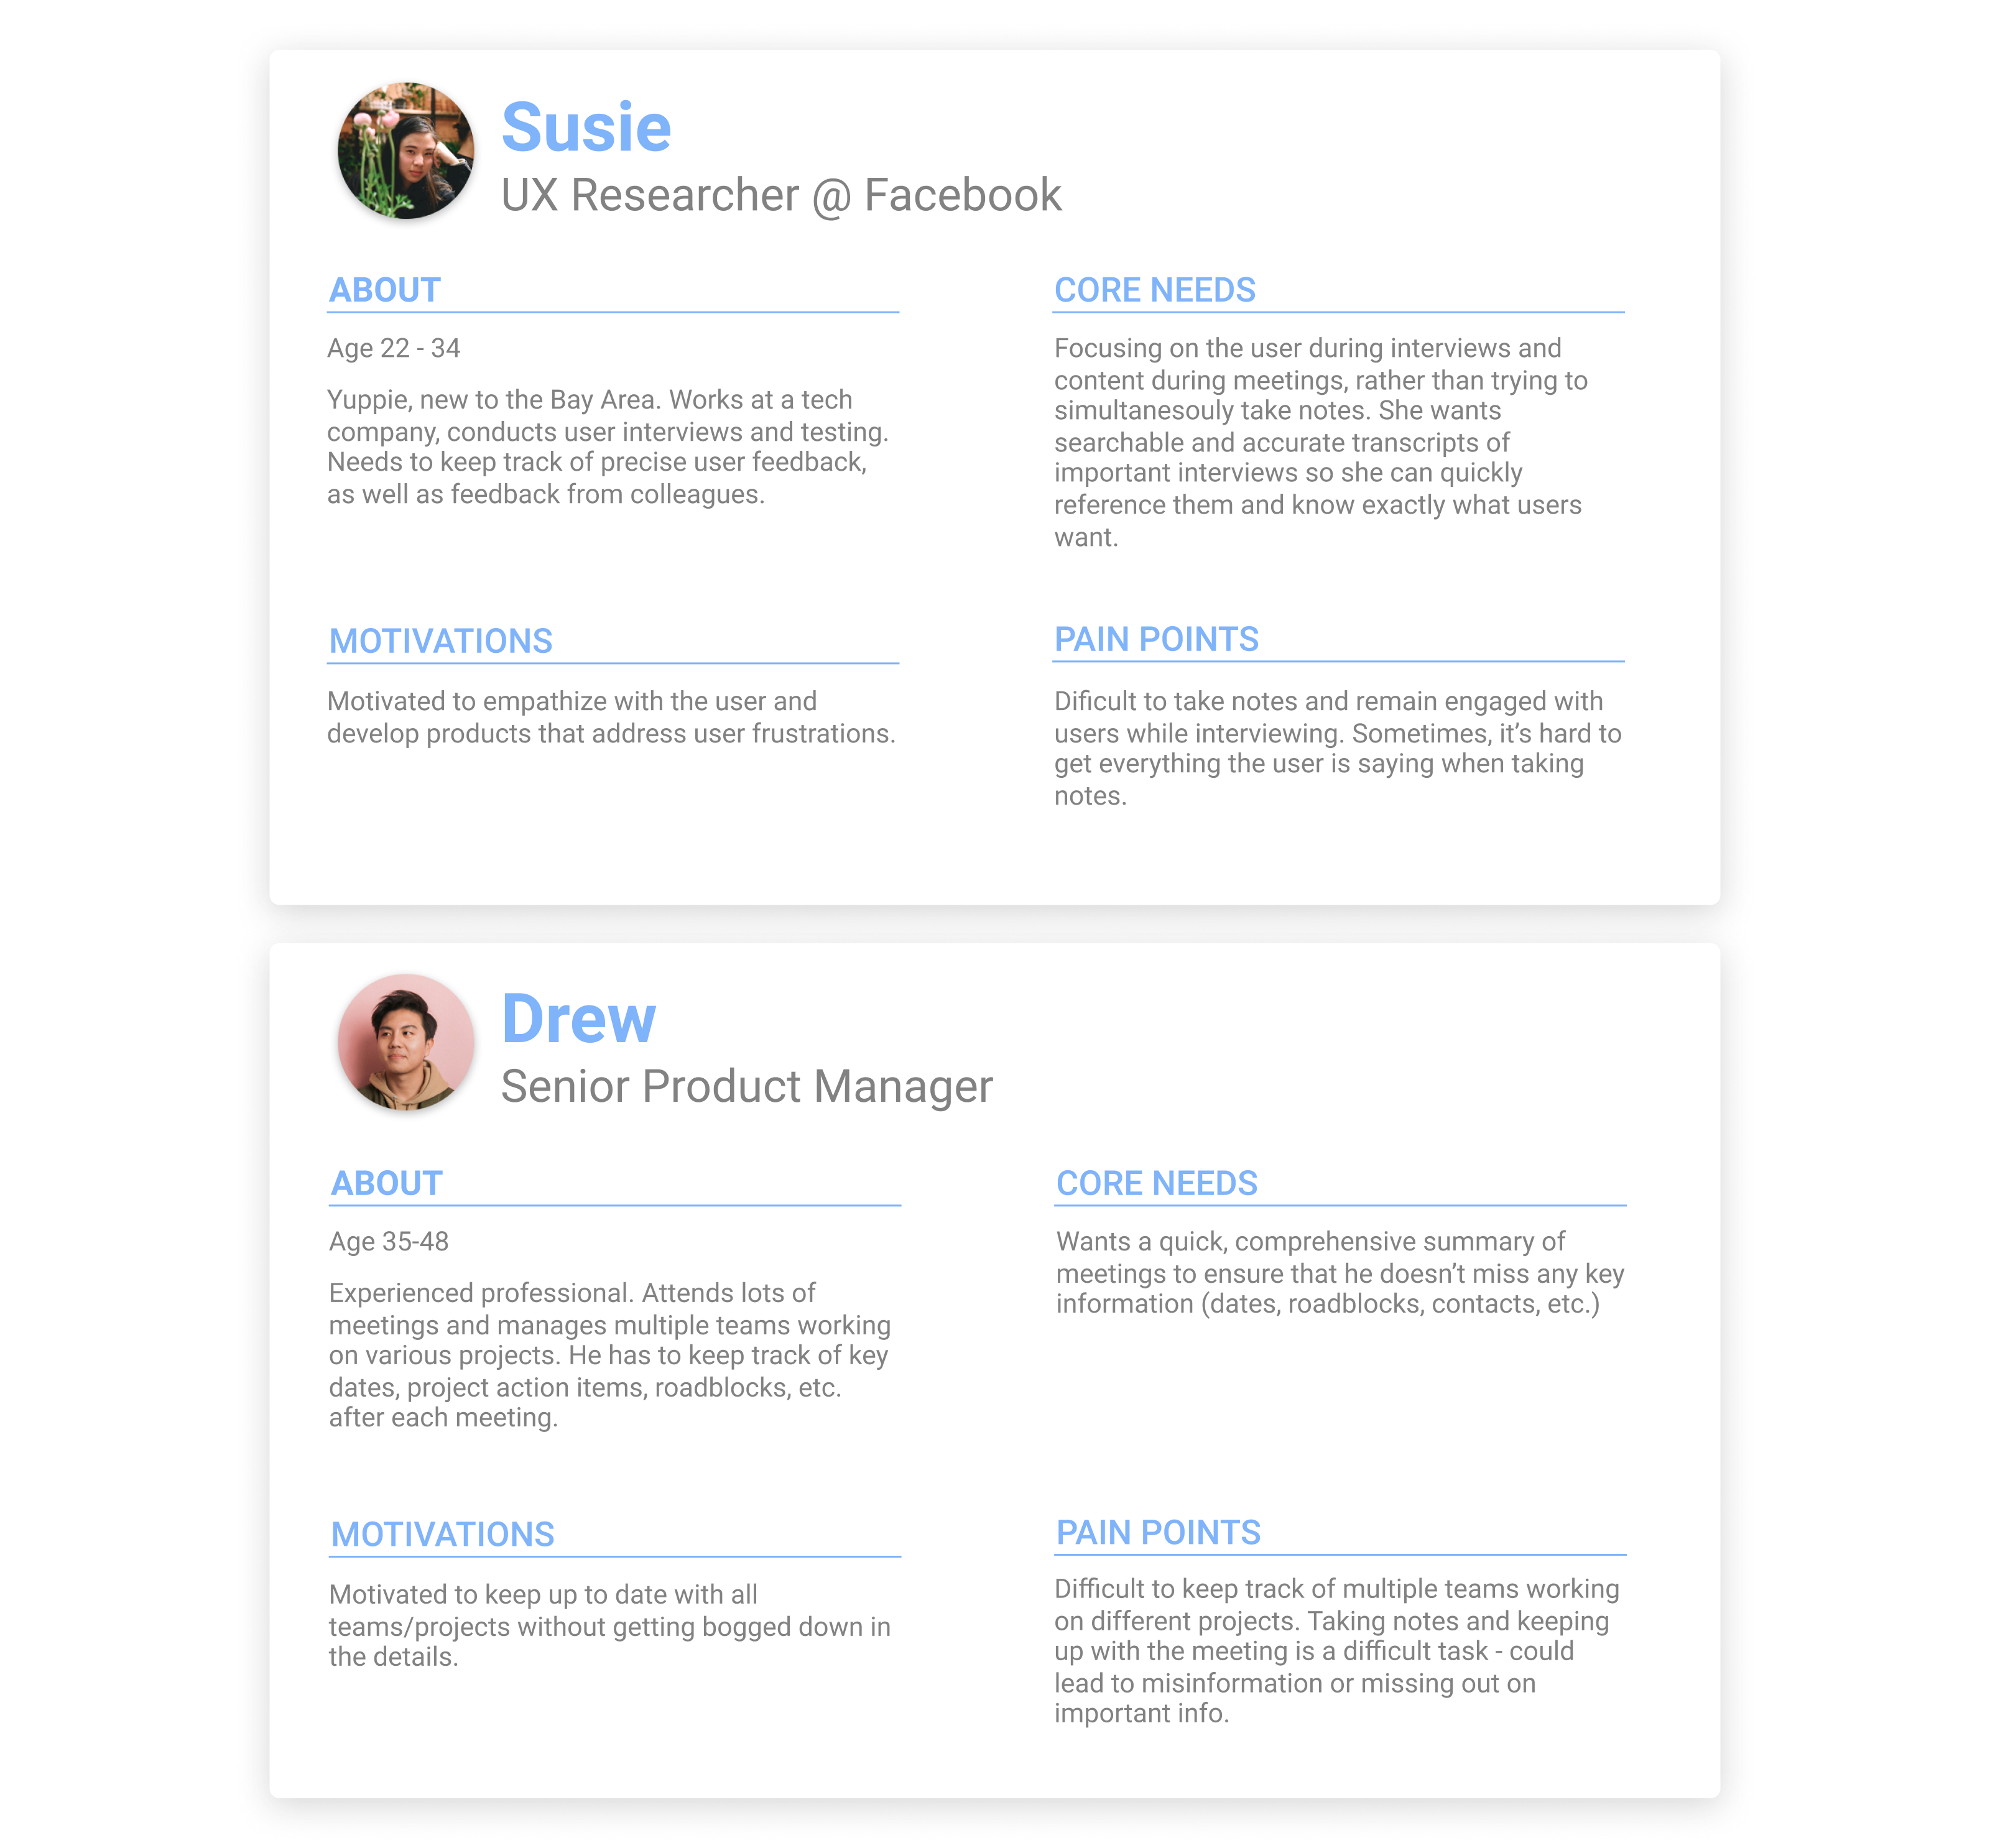 Susie
UX Researcher @ Facebook
ABOUT
Age 22 - 34
Yuppie, new to the Bay Area. Works at a tech
company, conducts user interviews and testing.
Needs to keep track of precise user feedback,
as well as feedback from colleagues.
CORE NEEDS
Focusing on the user during interviews and
content during meetings, rather than trying to
simultanesouly take notes. She wants
searchable and accurate transcripts of
important interviews so she can quickly
reference them and know exactly what users
want.
MOTIVATIONS
Motivated to empathize with the user and
develop products that address user frustrations.
PAIN POINTS
Dificult to take notes and remain engaged with
users while interviewing. Sometimes, it’s hard to
get everything the user is saying when taking
notes.
Drew
Senior Product Manager
ABOUT
Age 35-48
Experienced professional. Attends lots of
meetings and manages multiple teams working
on various projects. He has to keep track of key
dates, project action items, roadblocks, etc.
after each meeting.
CORE NEEDS
Wants a quick, comprehensive summary of
meetings to ensure that he doesn’t miss any key
information (dates, roadblocks, contacts, etc.)
MOTIVATIONS
Motivated to keep up to date with all
teams/projects without getting bogged down in
the details.
PAIN POINTS
Difficult to keep track of multiple teams working
on different projects. Taking notes and keeping
up with the meeting is a difficult task - could
lead to misinformation or missing out on
important info.